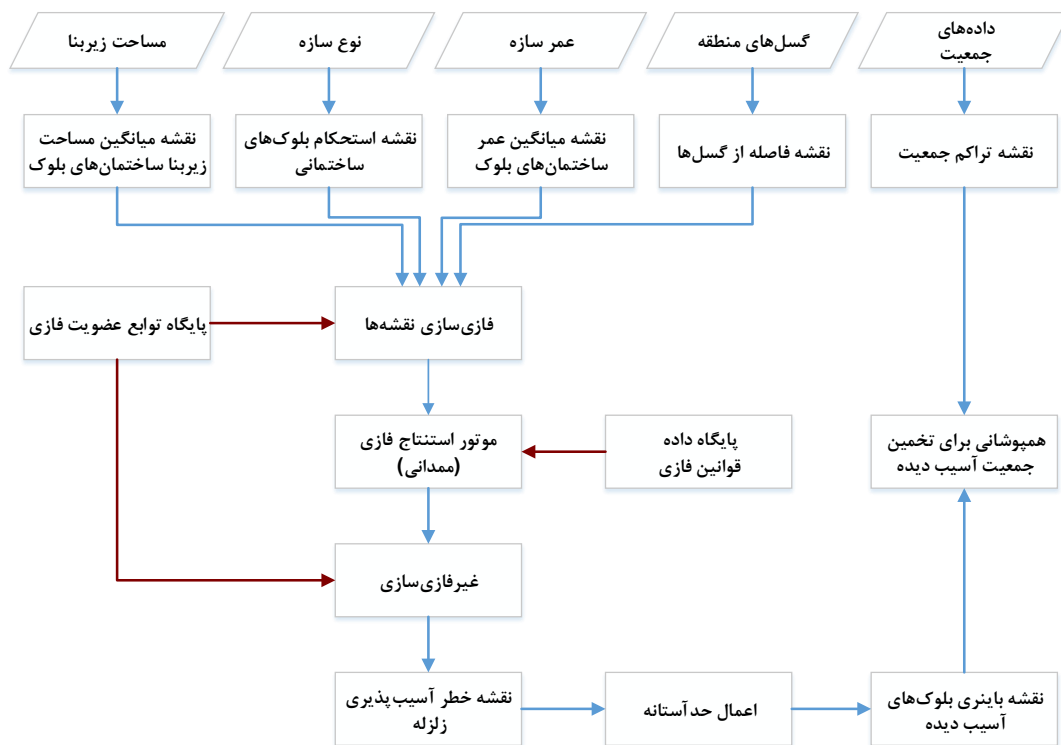 داده‌های
جمعیت
گسل‌های منطقه
عمر سازه
نوع سازه
مساحت زیربنا
نقشه تراکم جمعیت
نقشه فاصله از گسل‌ها
نقشه میانگین عمر
ساختمان‌های بلوک
نقشه استحکام بلوک‌های
ساختمانی
نقشه میانگین مساحت
زیربنا ساختمان‌های بلوک
فازی‌سازی نقشه‌ها
پایگاه توابع عضویت فازی
همپوشانی برای تخمین
جمعیت آسیب دیده
پایگاه داده
قوانین فازی
موتور استنتاج فازی
(ممدانی)
غیرفازی‌سازی
نقشه باینری بلوک‌های
آسیب دیده
اعمال حدآستانه
نقشه خطر آسیب‌پذیری
زلزله